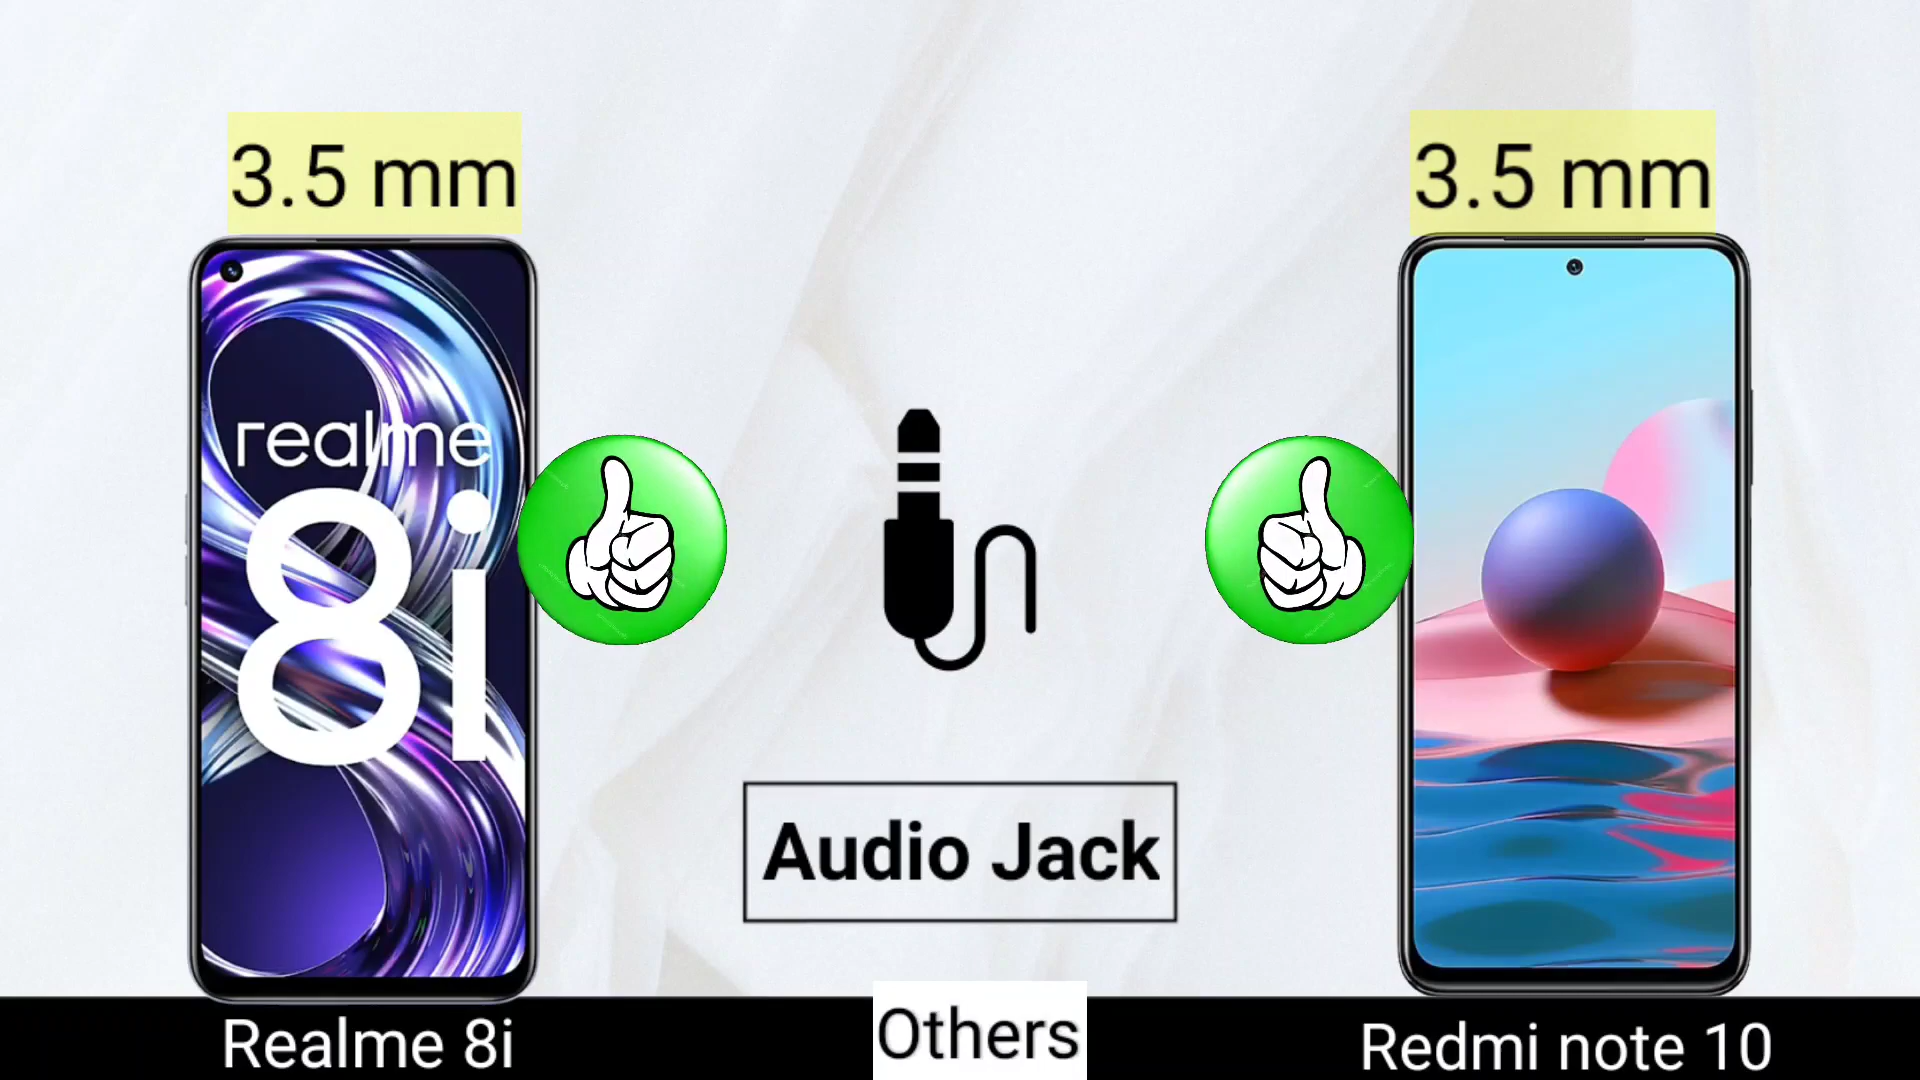 3.5 mm
3.5 mm
realme
8i
Audio Jack
Realme 8i
Others
Redmi note 10